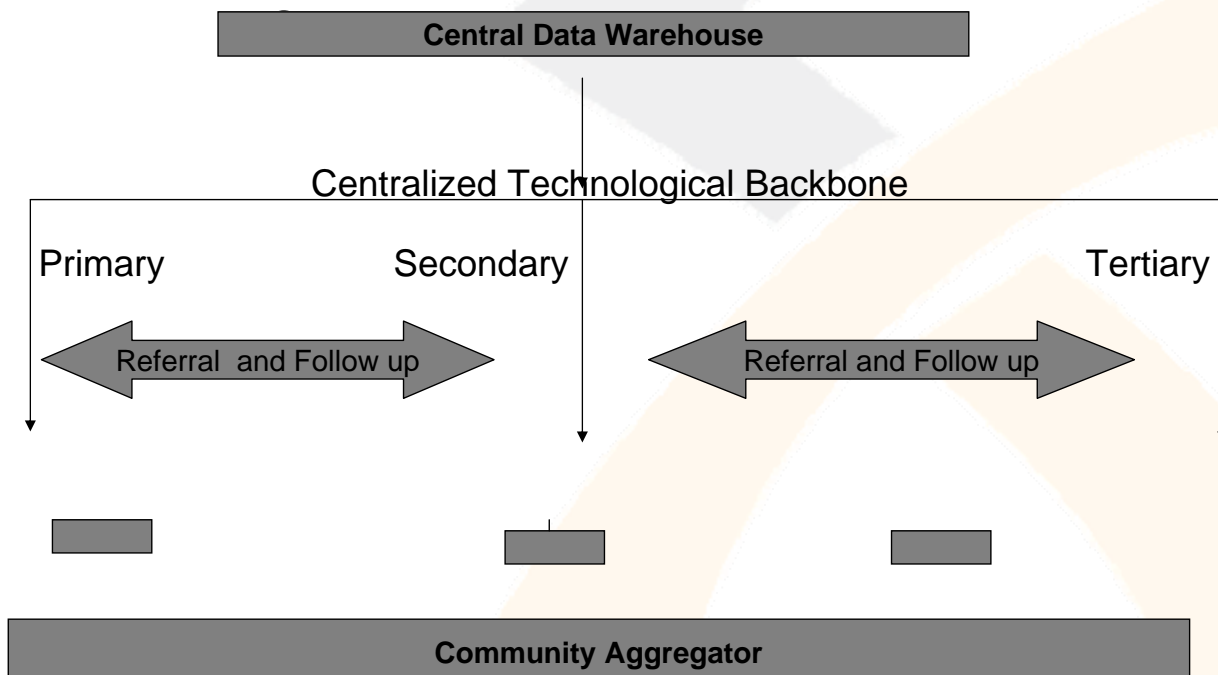 Central Data Warehouse
Centralized Technological Backbone
Primary Secondary Tertiary
Referral and Follow up Referral and Follow up
Community Aggregator